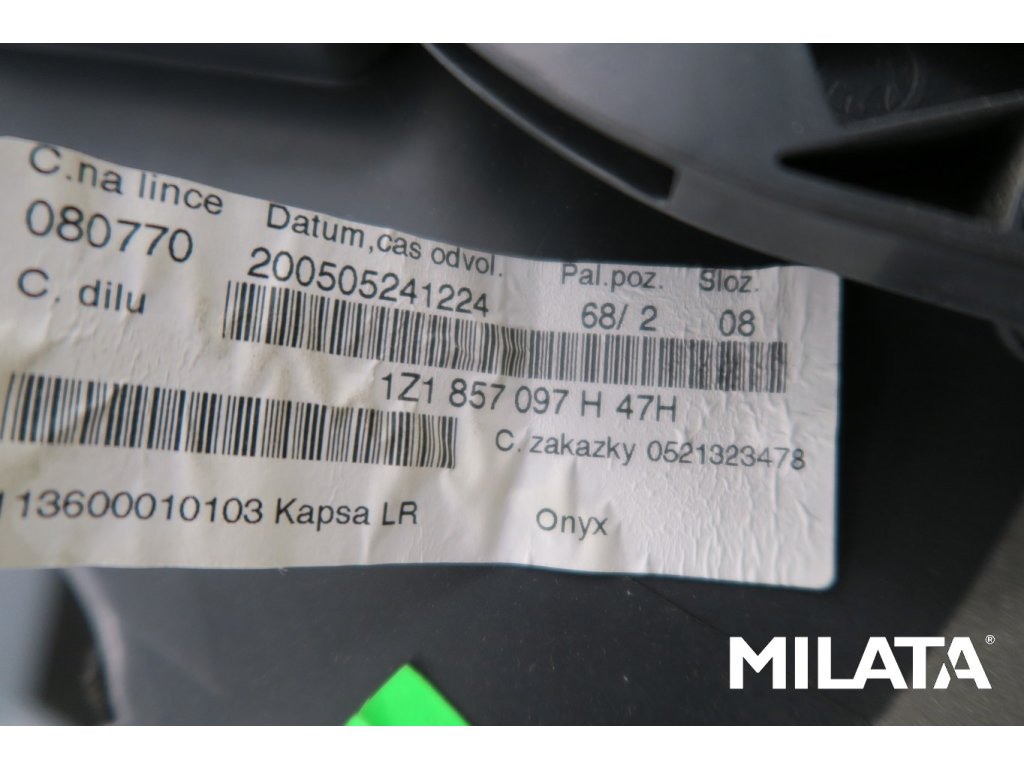 C.na lince Datum,cas odvol. Pal.poz. Sloz.
080770 200505241224 68/ 2 08
C. dilu
1Z1 857 097 H 47H
C. zakazky 0521323478
113600010103 Kapsa LR Onyx
MILATA®